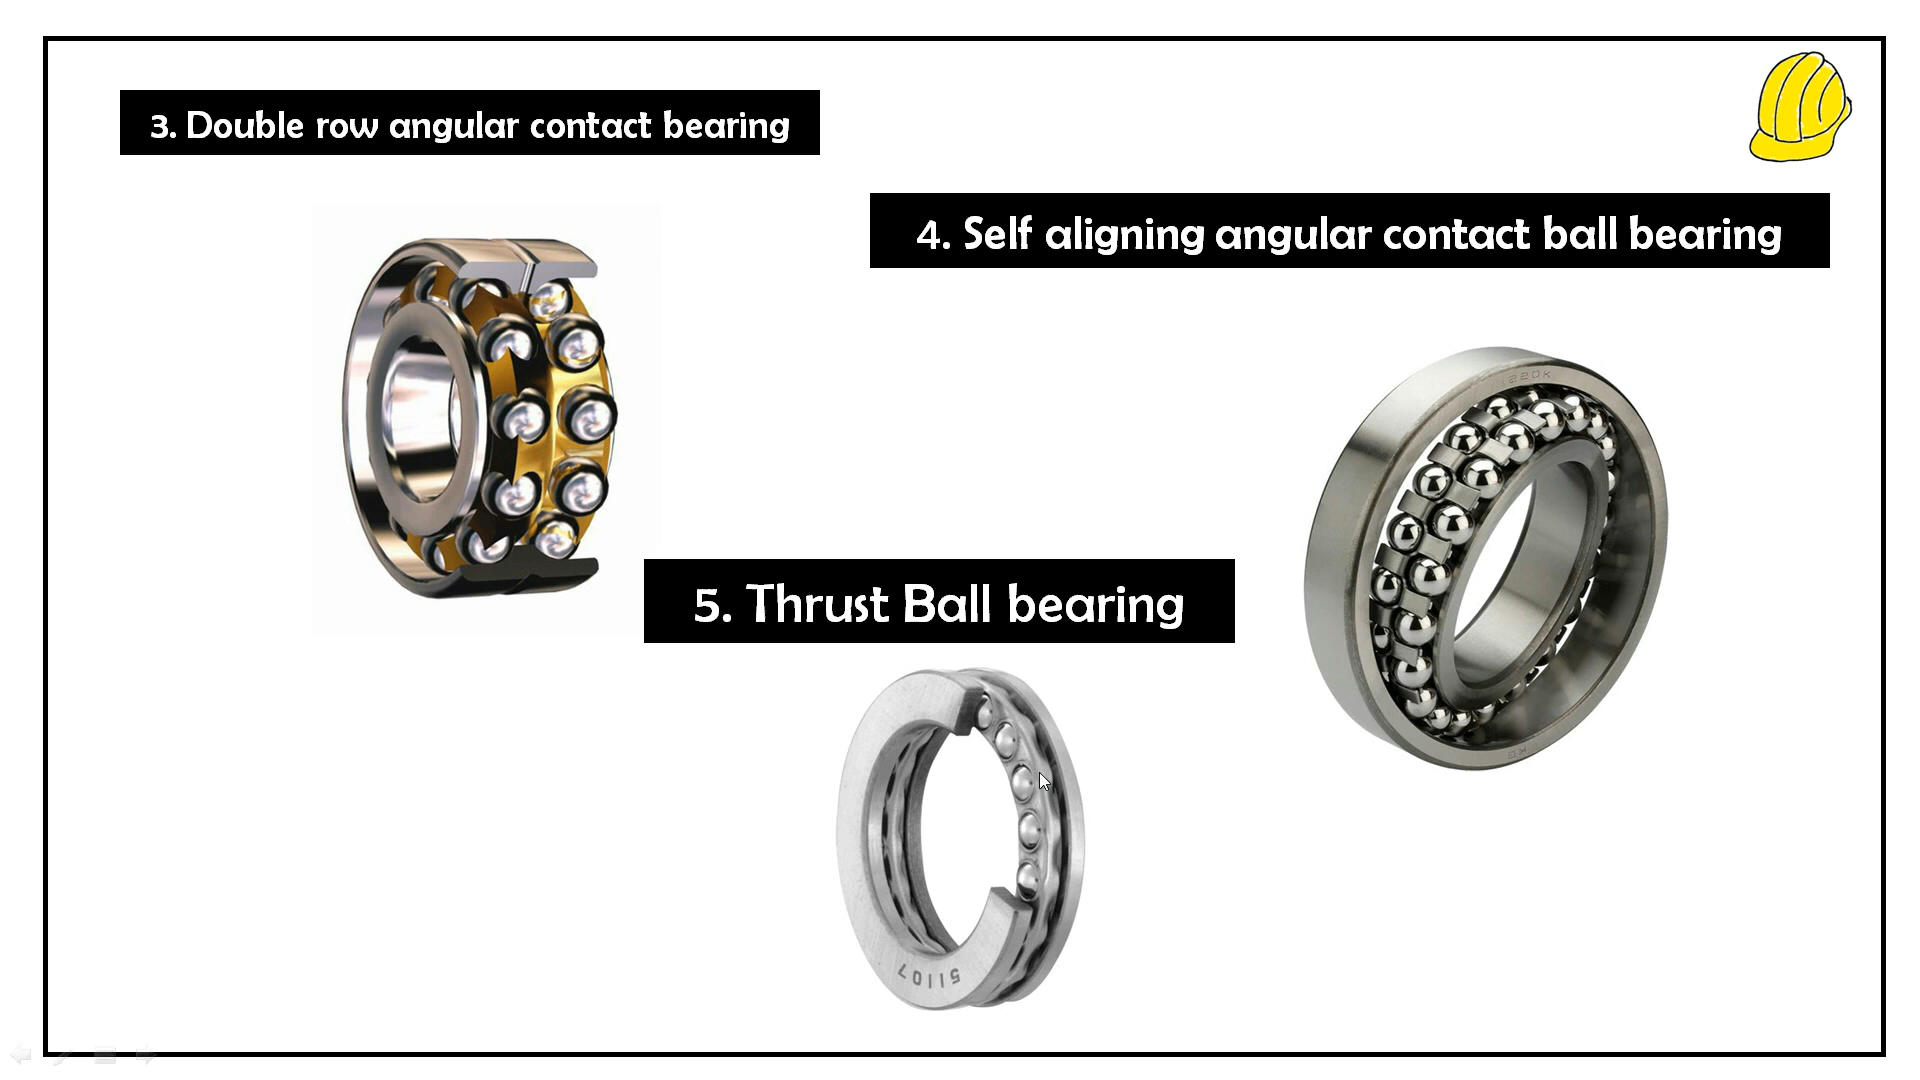 3. Double row angular contact bearing
4. Self aligning angular contact ball bearing
5. Thrust Ball bearing
51107